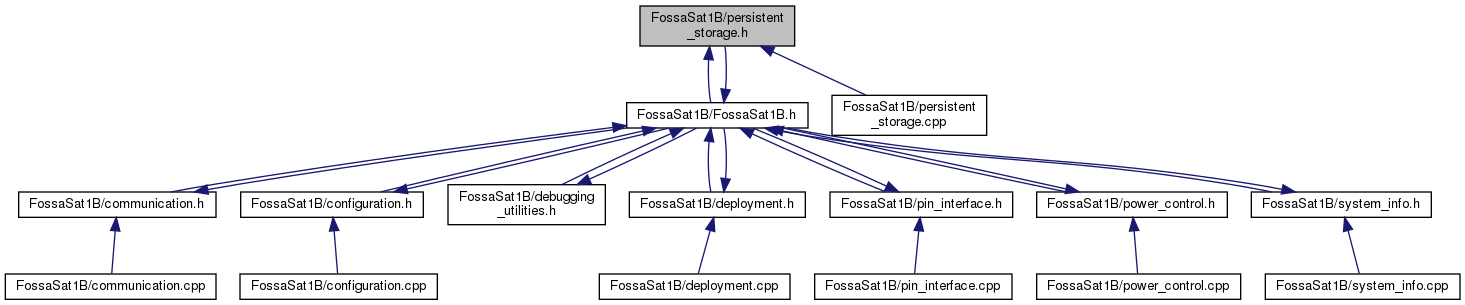 FossaSat1B/persistent
_storage.h
FossaSat1B/persistent
_storage.cpp
FossaSat1B/FossaSat1B.h
FossaSat1B/communication.h
FossaSat1B/configuration.h
FossaSat1B/debugging
_utilities.h
FossaSat1B/deployment.h
FossaSat1B/pin_interface.h
FossaSat1B/power_control.h
FossaSat1B/system_info.h
FossaSat1B/communication.cpp
FossaSat1B/configuration.cpp
FossaSat1B/deployment.cpp
FossaSat1B/pin_interface.cpp
FossaSat1B/power_control.cpp
FossaSat1B/system_info.cpp